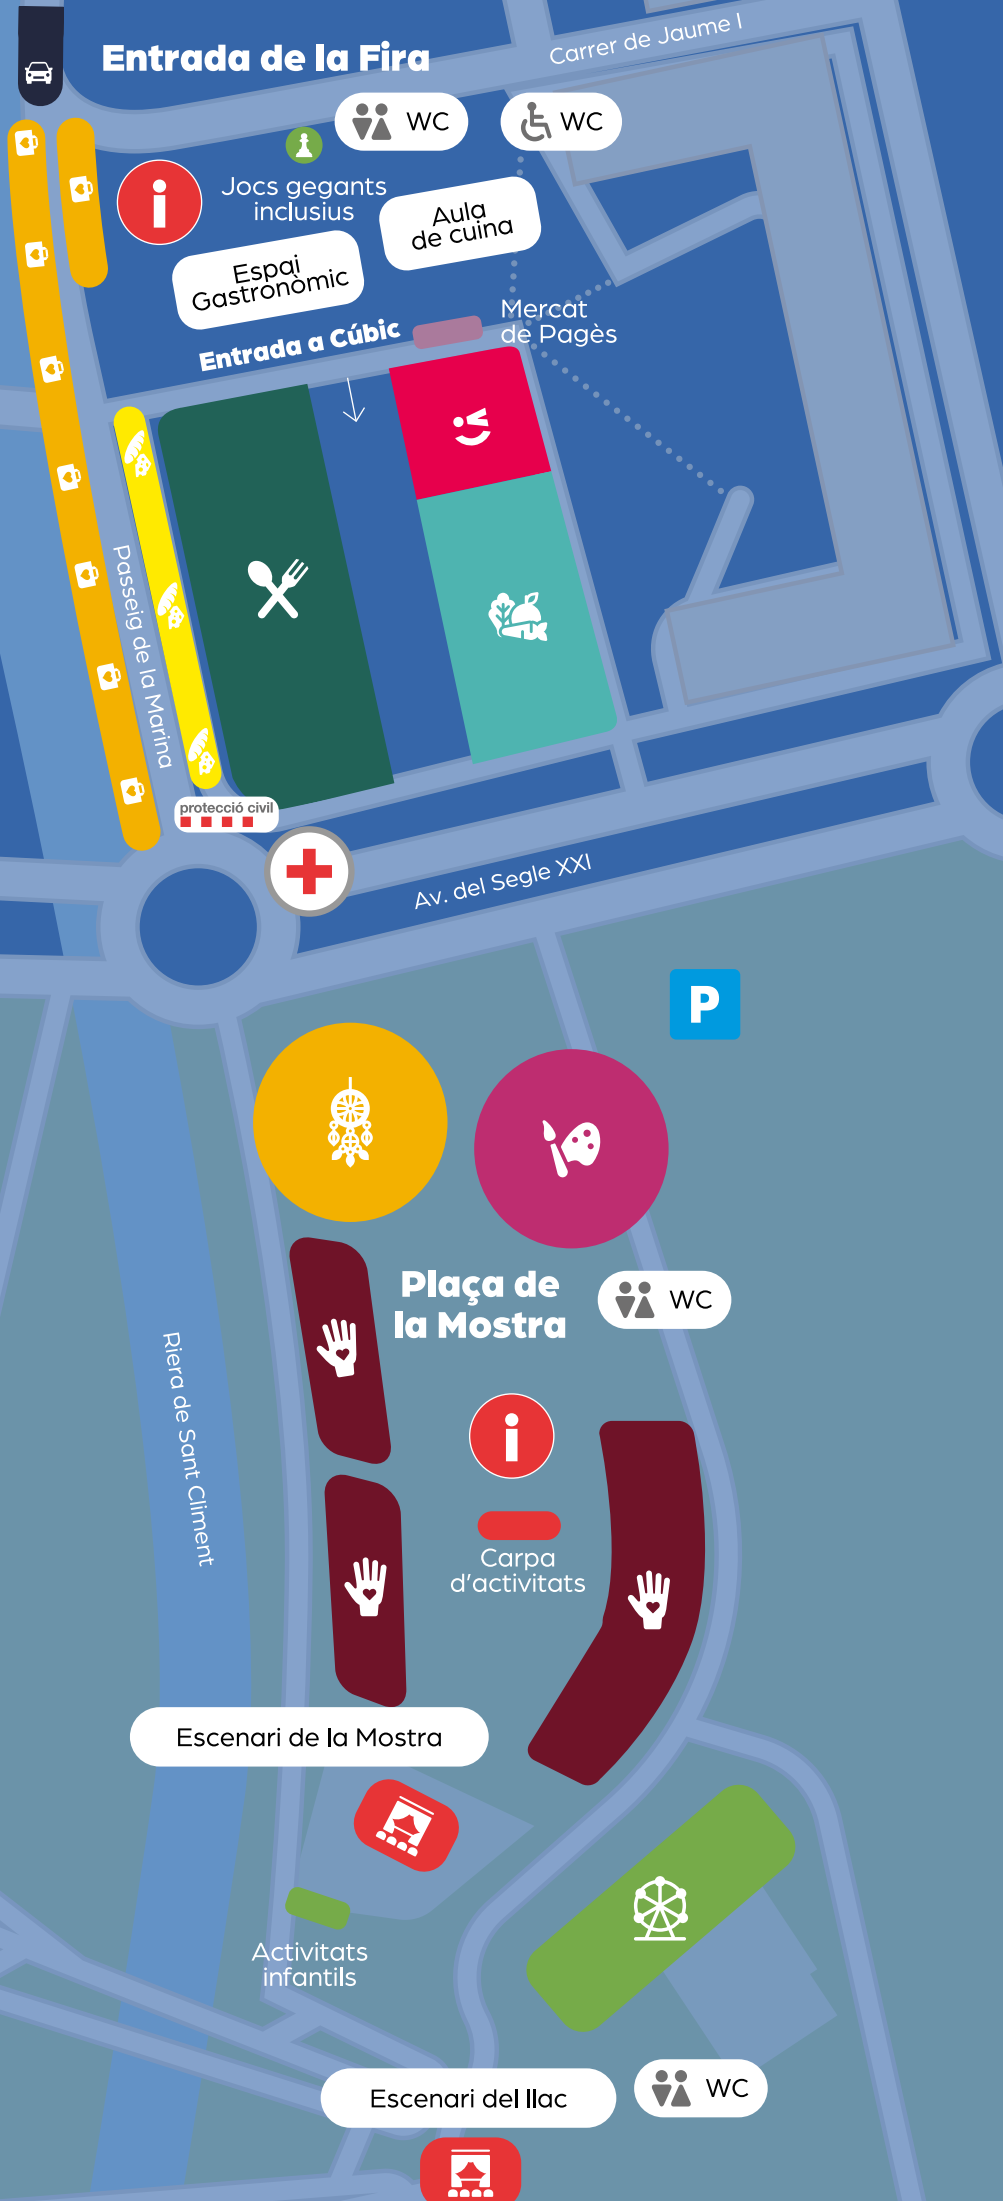 Entrada de la Fira
Carrer de Jaume I
WC
WC
Jocs gegants
inclusius
Aula
de cuina
Espai
Gastronòmic
Mercat
de Pagès
Entrada a Cúbic
Passeig de la Marina
protecció civil
Av. del Segle XXI
P
Plaça de
la Mostra
WC
Riera de Sant Climent
Carpa
d'activitats
Escenari de la Mostra
Activitats
infantils
Escenari del llac
WC